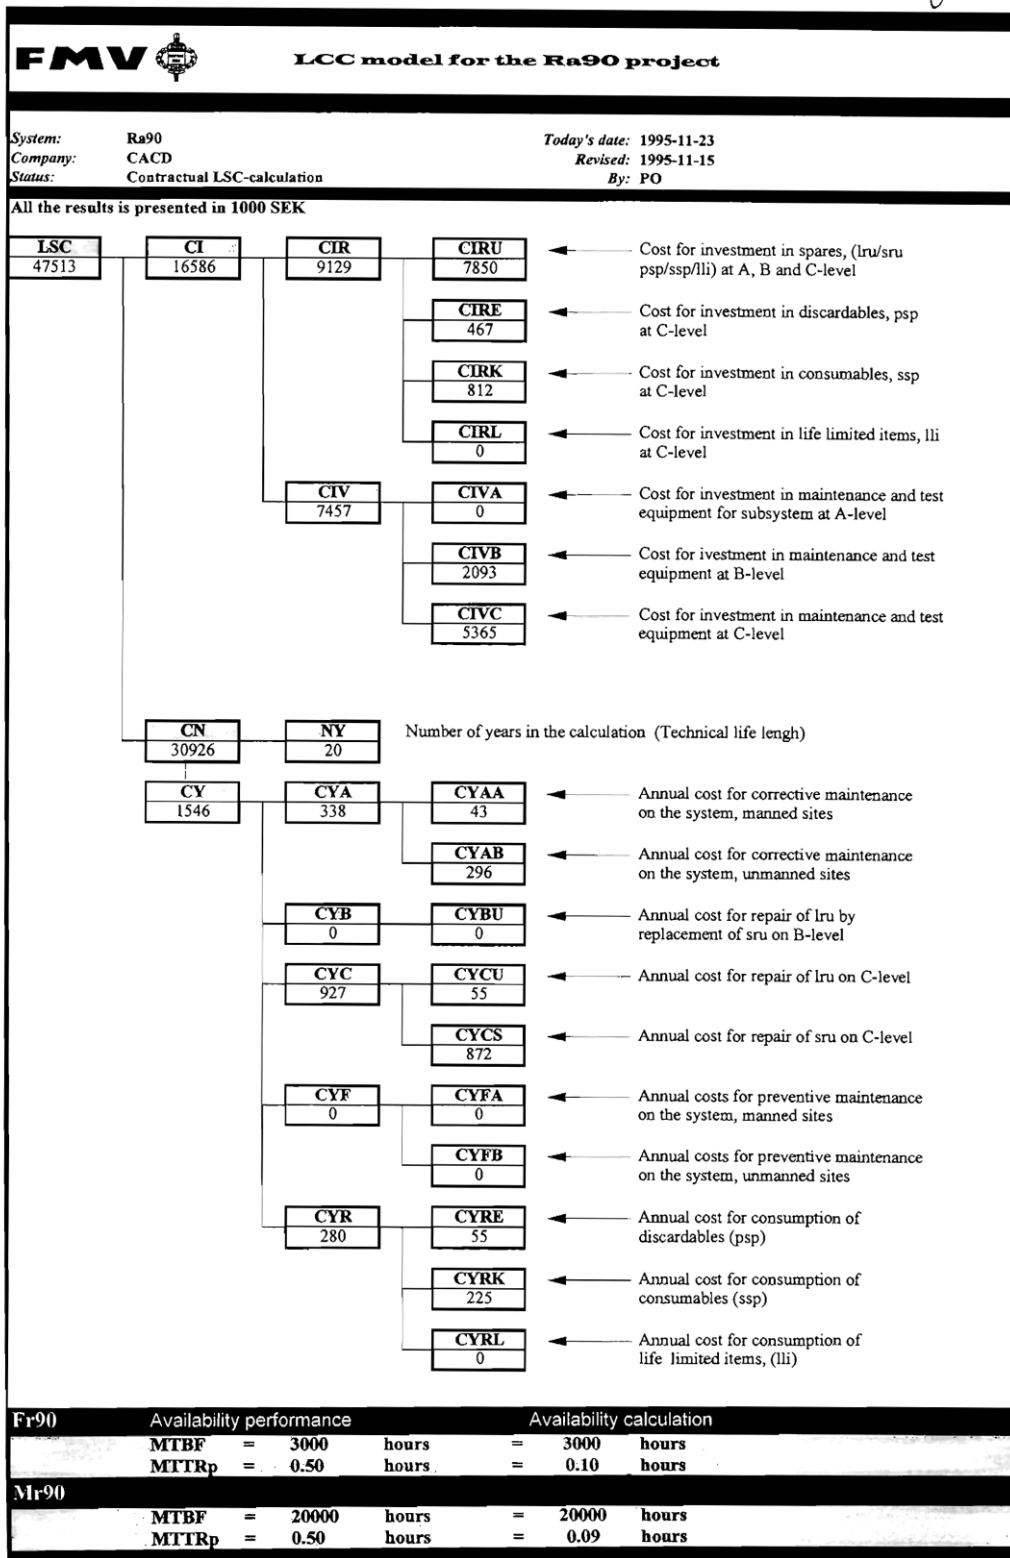 FMV LCC model for the Ra90 project
System: Ra90 Today's date: 1995-11-23
Company: CACD Revised: 1995-11-15
Status: Contractual LSC-calculation By: PO
All the results is presented in 1000 SEK
LSC CI CIR CIRU Cost for investment in spares, (lru/sru
47513 16586 9129 7850 psp/ssp/lli) at A, B and C-level
CIRE Cost for investment in discardables, psp
467 at C-level
CIRK Cost for investment in consumables, ssp
812 at C-level
CIRL Cost for investment in life limited items, lli
0 at C-level
CIV CIVA Cost for investment in maintenance and test
7457 0 equipment for subsystem at A-level
CIVB Cost for ivestment in maintenance and test
2093 equipment at B-level
CIVC Cost for investment in maintenance and test
5365 equipment at C-level
CN NY Number of years in the calculation (Technical life lengh)
30926 20
CY CYA CYAA Annual cost for corrective maintenance
1546 338 43 on the system, manned sites
CYAB Annual cost for corrective maintenance
296 on the system, unmanned sites
CYB CYBU Annual cost for repair of lru by
0 0 replacement of sru on B-level
CYC CYCU Annual cost for repair of lru on C-level
927 55
CYCS Annual cost for repair of sru on C-level
872
CYF CYFA Annual costs for preventive maintenance
0 0 on the system, manned sites
CYFB Annual costs for preventive maintenance
0 on the system, unmanned sites
CYR CYRE Annual cost for consumption of
280 55 discardables (psp)
CYRK Annual cost for consumption of
225 consumables (ssp)
CYRL Annual cost for consumption of
0 life limited items, (lli)
Fr90 Availability performance Availability calculation
MTBF = 3000 hours = 3000 hours
MTTRp = 0.50 hours = 0.10 hours
Mr90
MTBF = 20000 hours = 20000 hours
MTTRp = 0.50 hours = 0.09 hours